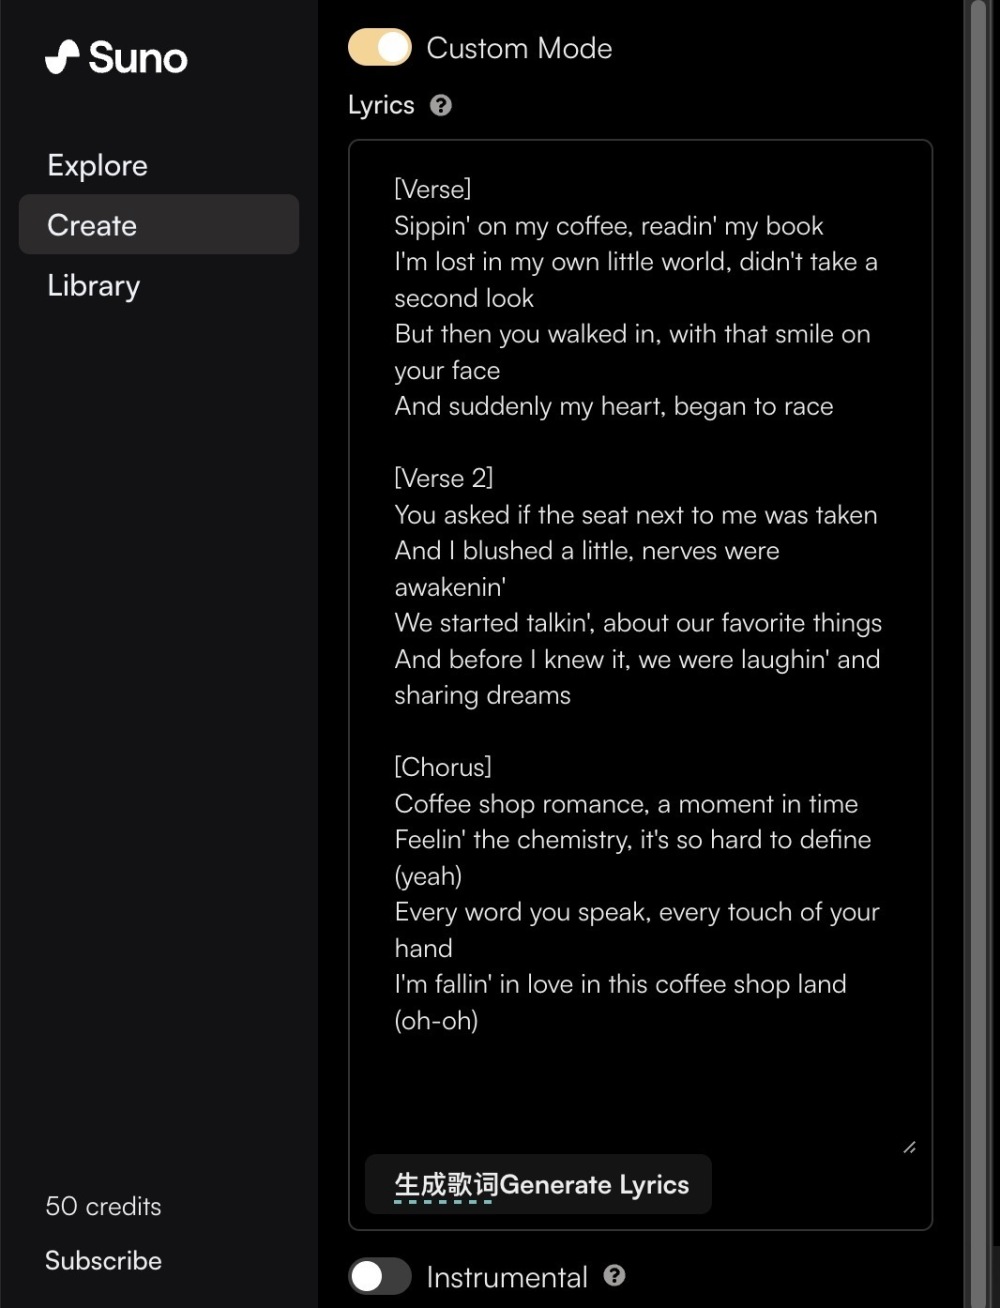 Suno
Explore
Create
Library
50 credits
Subscribe
Custom Mode
Lyrics ?
[Verse]
Sippin' on my coffee, readin' my book
I'm lost in my own little world, didn't take a
second look
But then you walked in, with that smile on
your face
And suddenly my heart, began to race
[Verse 2]
You asked if the seat next to me was taken
And I blushed a little, nerves were
awakenin'
We started talkin', about our favorite things
And before I knew it, we were laughin' and
sharing dreams
[Chorus]
Coffee shop romance, a moment in time
Feelin' the chemistry, it's so hard to define
(yeah)
Every word you speak, every touch of your
hand
I'm fallin' in love in this coffee shop land
(oh-oh)
生成歌词Generate Lyrics
Instrumental ?